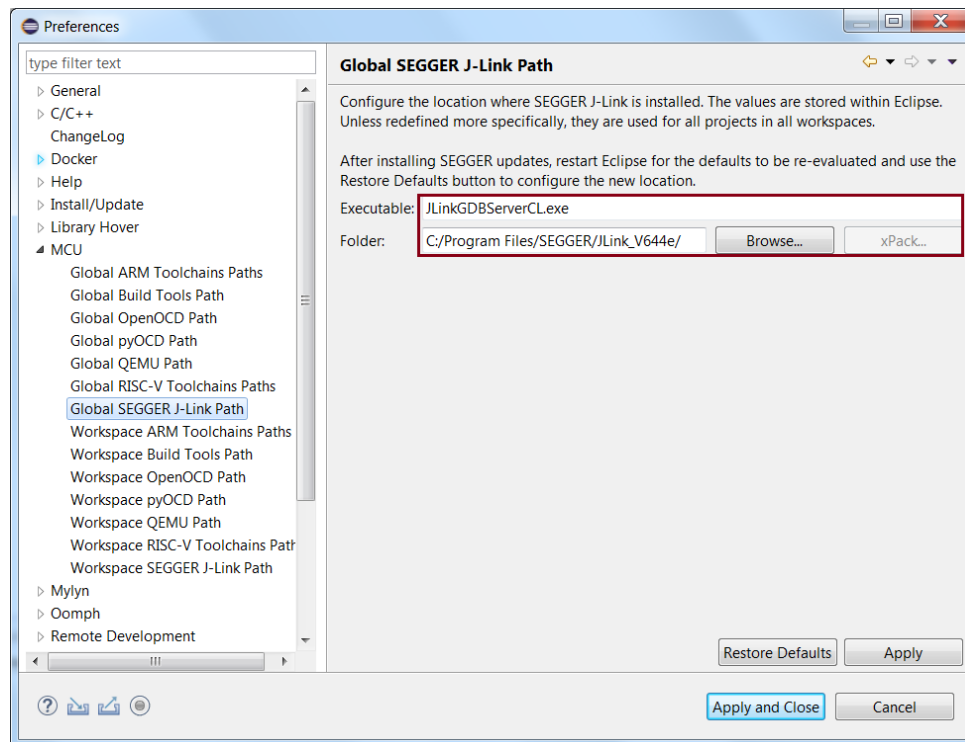 Preferences
type filter text
General
C/C++
ChangeLog
Docker
Help
Install/Update
Library Hover
MCU
Global ARM Toolchains Paths
Global Build Tools Path
Global OpenOCD Path
Global pyOCD Path
Global QEMU Path
Global RISC-V Toolchains Paths
Global SEGGER J-Link Path
Workspace ARM Toolchains Paths
Workspace Build Tools Path
Workspace OpenOCD Path
Workspace pyOCD Path
Workspace QEMU Path
Workspace RISC-V Toolchains Path
Workspace SEGGER J-Link Path
Mylyn
Oomph
Remote Development
Global SEGGER J-Link Path
Configure the location where SEGGER J-Link is installed. The values are stored within Eclipse.
Unless redefined more specifically, they are used for all projects in all workspaces.
After installing SEGGER updates, restart Eclipse for the defaults to be re-evaluated and use the
Restore Defaults button to configure the new location.
Executable: JLinkGDBServerCL.exe
Folder: C:/Program Files/SEGGER/JLink_V644e/ Browse... xPack...
Restore Defaults Apply
Apply and Close Cancel